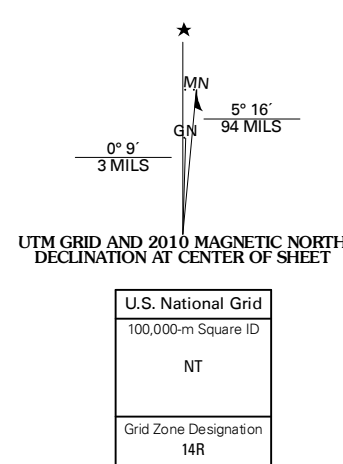 MN
GN
5° 16´
94 MILS
0° 9´
3 MILS
UTM GRID AND 2010 MAGNETIC NORTH
DECLINATION AT CENTER OF SHEET
U.S. National Grid
100,000-m Square ID
NT
Grid Zone Designation
14R